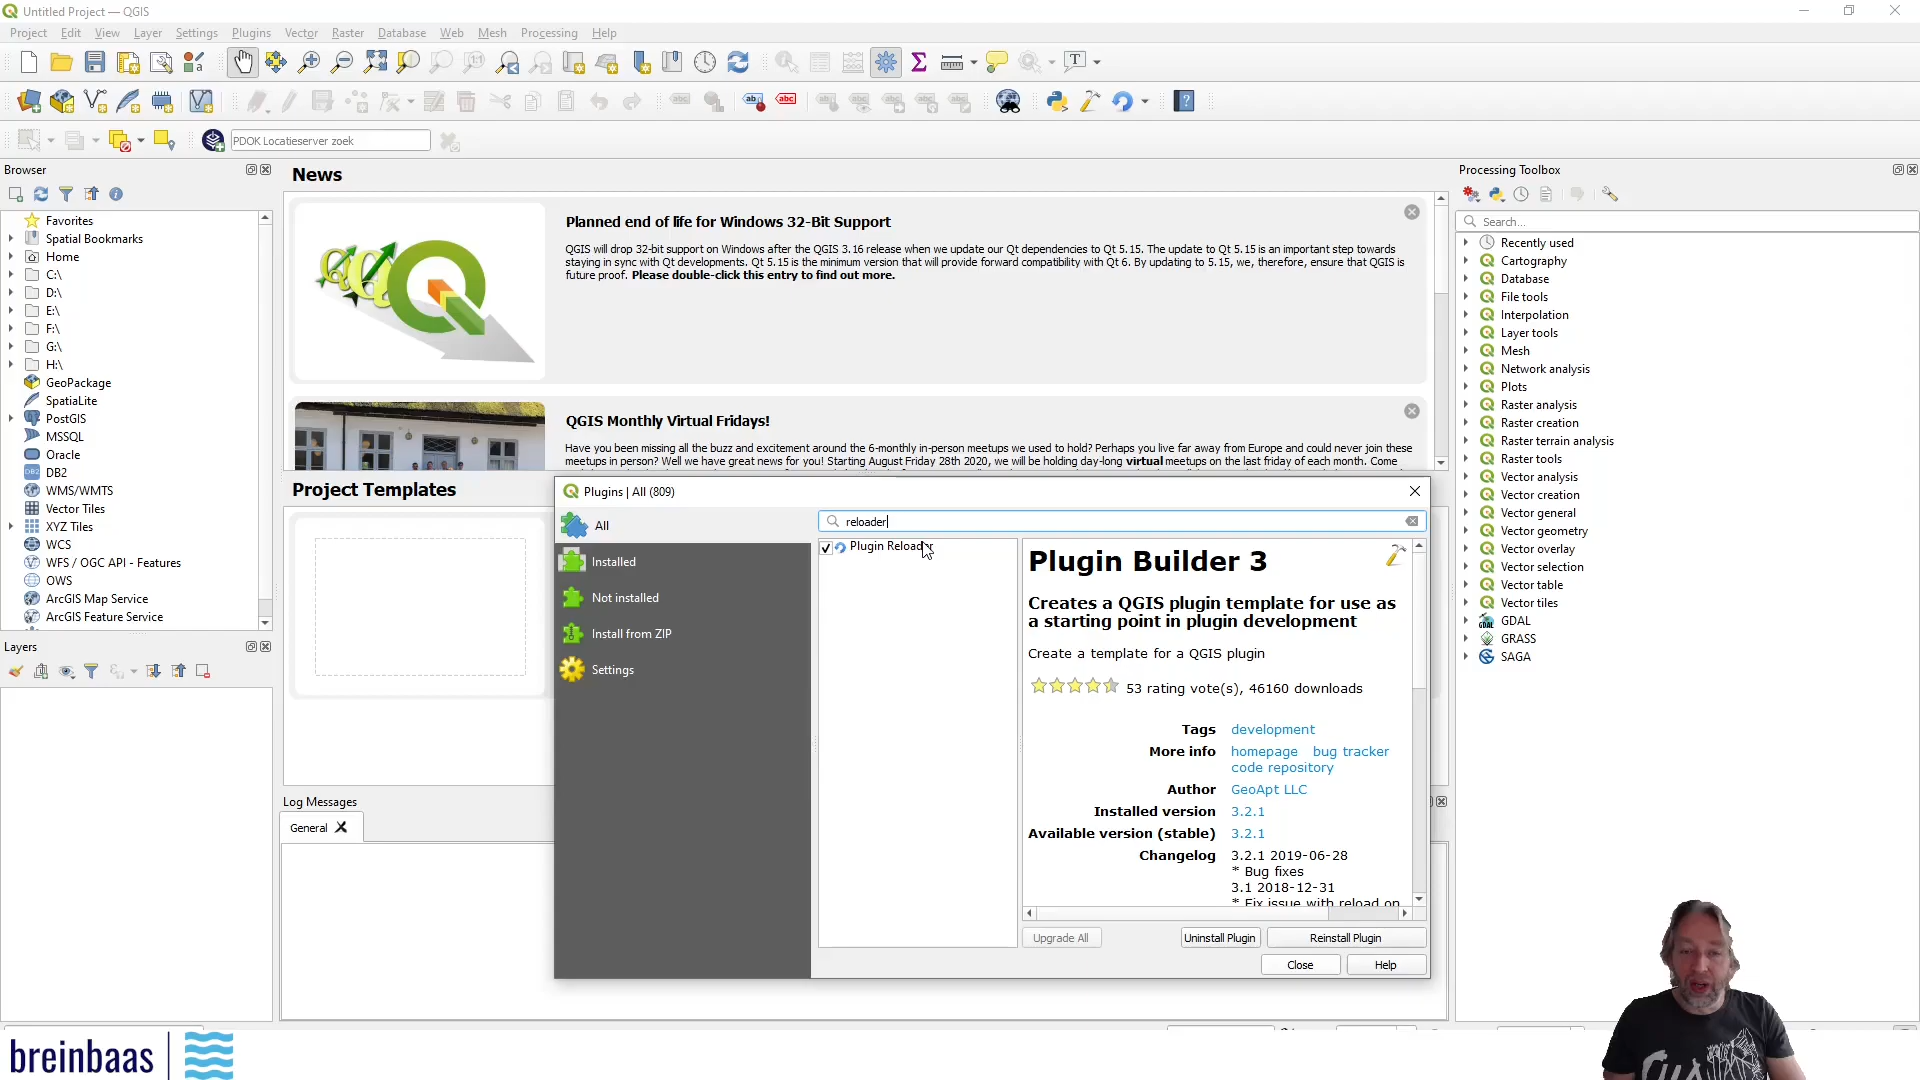 Untitled Project — QGIS
Project Edit View Layer Settings Plugins Vector Raster Database Web Mesh Processing Help
PDOK Locatieserver zoek
Browser
Favorites
Spatial Bookmarks
Home
C:\
D:\
E:\
F:\
G:\
H:\
GeoPackage
SpatiaLite
PostGIS
MSSQL
Oracle
DB2
WMS/WMTS
Vector Tiles
XYZ Tiles
WCS
WFS / OGC API - Features
OWS
ArcGIS Map Service
ArcGIS Feature Service
Layers
News
Planned end of life for Windows 32-Bit Support
QGIS will drop 32-bit support on Windows after the QGIS 3.16 release when we update our Qt dependencies to Qt 5.15. The update to Qt 5.15 is an important step towards
staying in sync with Qt developments. Qt 5.15 is the minimum version that will provide forward compatibility with Qt 6. By updating to 5.15, we, therefore, ensure that QGIS is
future proof. Please double-click this entry to find out more.
QGIS Monthly Virtual Fridays!
Have you been missing all the buzz and excitement around the 6-monthly in-person meetups we used to hold? Perhaps you live far away from Europe and could never join these
meetups in person? Well we have great news for you! Starting August Friday 28th 2020, we will be holding day-long virtual meetups on the last friday of each month. Come
Project Templates
Log Messages
General
Plugins | All (809)
All
Installed
Not installed
Install from ZIP
Settings
reloader
Plugin Reloader
Plugin Builder 3
Creates a QGIS plugin template for use as
a starting point in plugin development
Create a template for a QGIS plugin
53 rating vote(s), 46160 downloads
Tags development
More info homepage bug tracker
code repository
Author GeoApt LLC
Installed version 3.2.1
Available version (stable) 3.2.1
Changelog 3.2.1 2019-06-28
* Bug fixes
3.1 2018-12-31
* Fix issue with reload on
Upgrade All Uninstall Plugin Reinstall Plugin
Close Help
Processing Toolbox
Search...
Recently used
Cartography
Database
File tools
Interpolation
Layer tools
Mesh
Network analysis
Plots
Raster analysis
Raster creation
Raster terrain analysis
Raster tools
Vector analysis
Vector creation
Vector general
Vector geometry
Vector overlay
Vector selection
Vector table
Vector tiles
GDAL
GRASS
SAGA
breinbaas